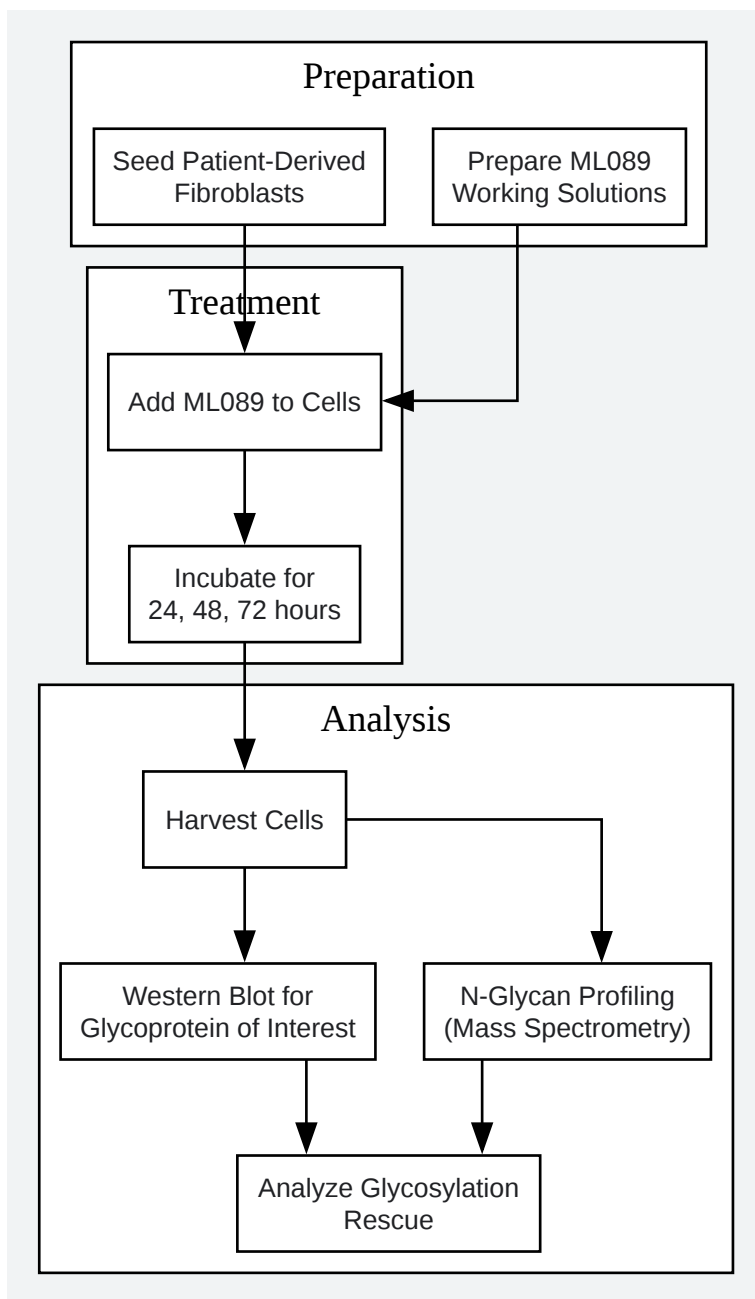 Preparation
Seed Patient-Derived
Fibroblasts
Prepare ML089
Working Solutions
Treatment
Add ML089 to Cells
Incubate for
24, 48, 72 hours
Analysis
Harvest Cells
Western Blot for
Glycoprotein of Interest
N-Glycan Profiling
(Mass Spectrometry)
Analyze Glycosylation
Rescue